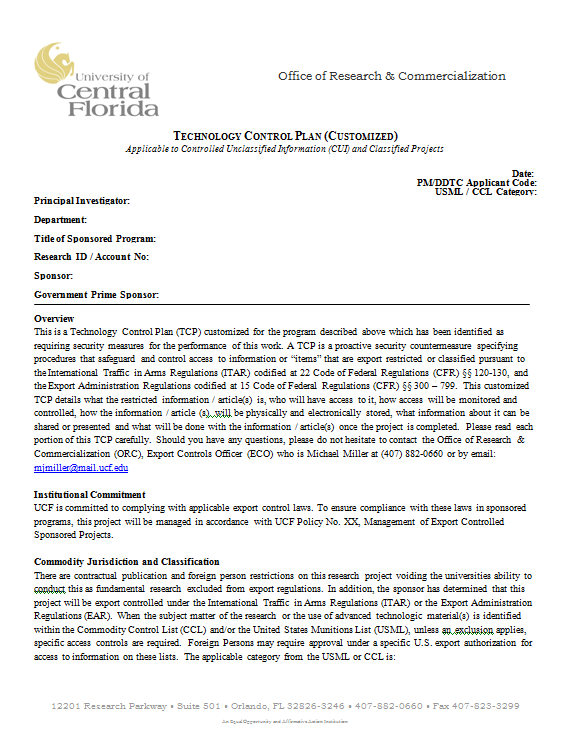 University of
Central
Florida
Office of Research & Commercialization
TECHNOLOGY CONTROL PLAN (CUSTOMIZED)
Applicable to Controlled Unclassified Information (CUI) and Classified Projects
Date:
PM/DDTC Applicant Code:
USML / CCL Category:
Principal Investigator:
Department:
Title of Sponsored Program:
Research ID / Account No:
Sponsor:
Government Prime Sponsor:
Overview
This is a Technology Control Plan (TCP) customized for the program described above which has been identified as
requiring security measures for the performance of this work. A TCP is a proactive security countermeasure specifying
procedures that safeguard and control access to information or “items” that are export restricted or classified pursuant to
the International Traffic in Arms Regulations (ITAR) codified at 22 Code of Federal Regulations (CFR) §§ 120-130, and
the Export Administration Regulations codified at 15 Code of Federal Regulations (CFR) §§ 300 – 799. This customized
TCP details what the restricted information / article(s) is, who will have access to it, how access will be monitored and
controlled, how the information / article (s), will be physically and electronically stored, what information about it can be
shared or presented and what will be done with the information / article(s) once the project is completed. Please read each
portion of this TCP carefully. Should you have any questions, please do not hesitate to contact the Office of Research &
Commercialization (ORC), Export Controls Officer (ECO) who is Michael Miller at (407) 882-0660 or by email:
mjmiller@mail.ucf.edu
Institutional Commitment
UCF is committed to complying with applicable export control laws. To ensure compliance with these laws in sponsored
programs, this project will be managed in accordance with UCF Policy No. XX, Management of Export Controlled
Sponsored Projects.
Commodity Jurisdiction and Classification
There are contractual publication and foreign person restrictions on this research project voiding the universities ability to
conduct this as fundamental research excluded from export regulations. In addition, the sponsor has determined that this
project will be export controlled under the International Traffic in Arms Regulations (ITAR) or the Export Administration
Regulations (EAR). When the subject matter of the research or the use of advanced technologic material(s) is identified
within the Commodity Control List (CCL) and/or the United States Munitions List (USML), unless an exclusion applies,
specific access controls are required. Foreign Persons may require approval under a specific U.S. export authorization for
access to information on these lists. The applicable category from the USML or CCL is:
12201 Research Parkway • Suite 501 • Orlando, FL 32826-3246 • 407-882-0660 • Fax 407-823-3299
An Equal Opportunity and Affirmative Action Institution